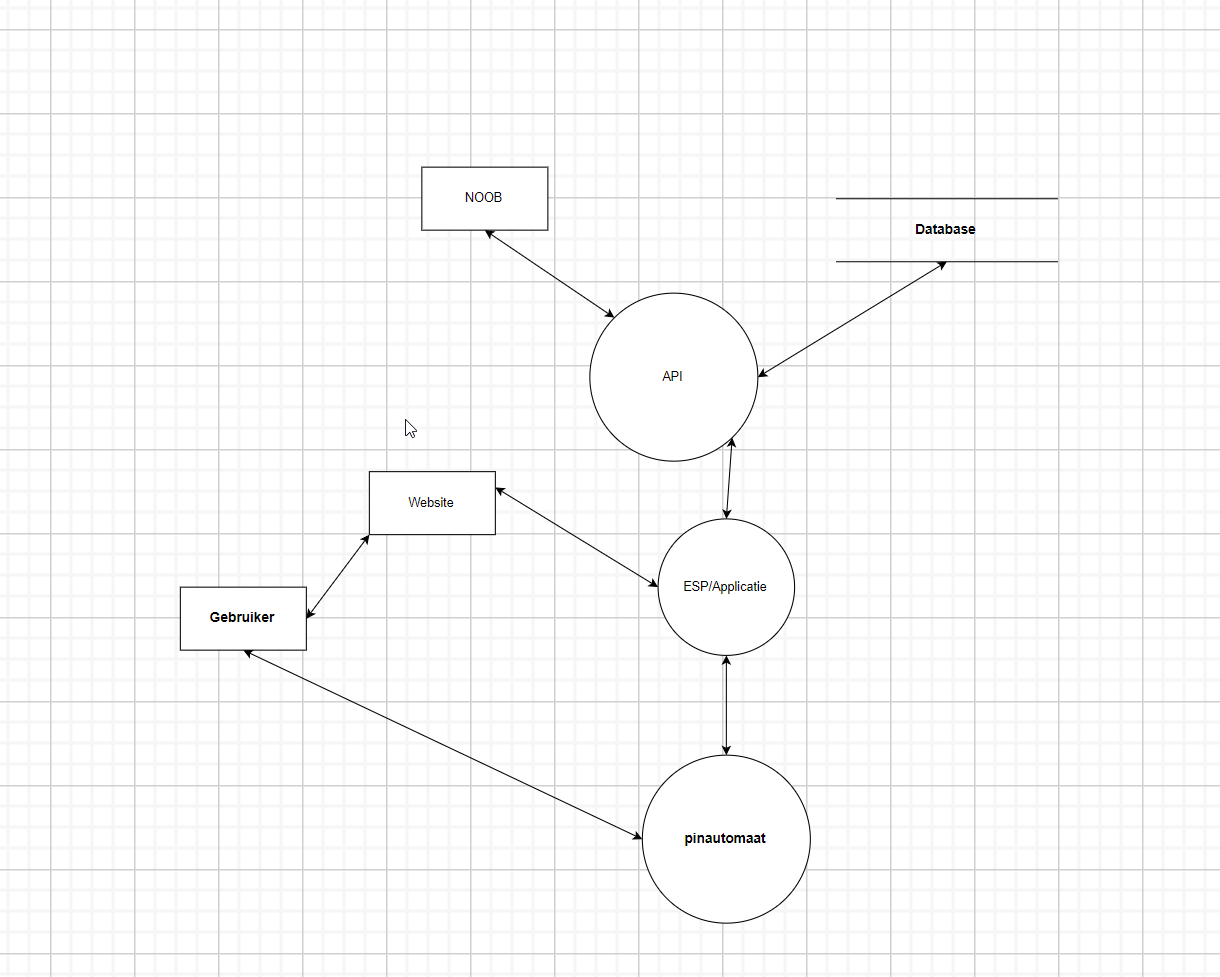 NOOB
Database
API
Website
ESP/Applicatie
Gebruiker
pinautomaat